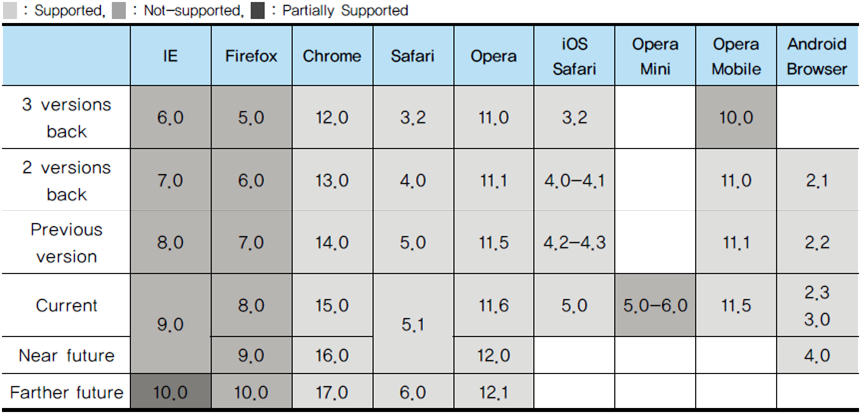 : Supported, : Not-supported, : Partially Supported
IE Firefox Chrome Safari Opera iOS Safari Opera Mini Opera Mobile Android Browser
3 versions back 6.0 5.0 12.0 3.2 11.0 3.2 10.0
2 versions back 7.0 6.0 13.0 4.0 11.1 4.0-4.1 11.0 2.1
Previous version 8.0 7.0 14.0 5.0 11.5 4.2-4.3 11.1 2.2
Current 9.0 8.0 15.0 5.1 11.6 5.0 5.0-6.0 11.5 2.3 3.0
Near future 9.0 16.0 12.0 4.0
Farther future 10.0 10.0 17.0 6.0 12.1